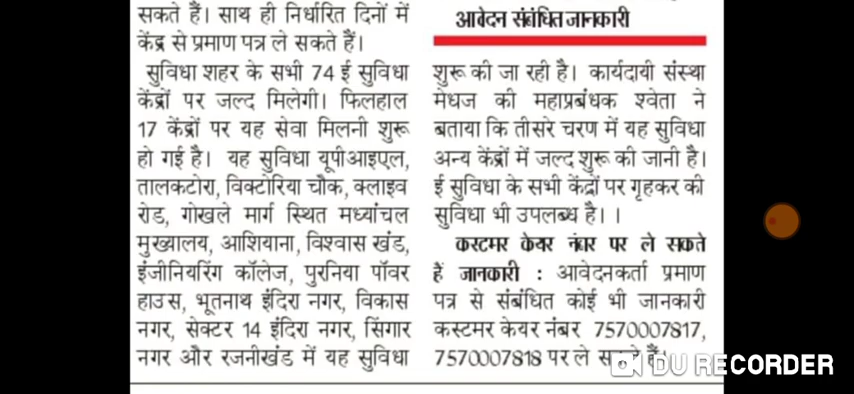 सकते हैं। साथ ही निर्धारित दिनों में
केंद्र से प्रमाण पत्र ले सकते हैं।
सुविधा शहर के सभी 74 ई सुविधा
केंद्रों पर जल्द मिलेगी। फिलहाल
17 केंद्रों पर यह सेवा मिलनी शुरू
हो गई है। यह सुविधा यूपीआइएल,
तालकटोरा, विक्टोरिया चौक, क्लाइव
रोड, गोखले मार्ग स्थित मध्यांचल
मुख्यालय, आशियाना, विश्वास खंड,
इंजीनियरिंग कॉलेज, पुरनिया पॉवर
हाउस, भूतनाथ इंदिरा नगर, विकास
नगर, सेक्टर 14 इंदिरा नगर, सिंगार
नगर और रजनीखंड में यह सुविधा
आवेदन संबंधित जानकारी
शुरू की जा रही है। कार्यदायी संस्था
मेधज की महाप्रबंधक श्वेता ने
बताया कि तीसरे चरण में यह सुविधा
अन्य केंद्रों में जल्द शुरू की जानी है।
ई सुविधा के सभी केंद्रों पर गृहकर की
सुविधा भी उपलब्ध है।।
कस्टमर केयर नंबर पर ले सकते
हैं जानकारी : आवेदनकर्ता प्रमाण
पत्र से संबंधित कोई भी जानकारी
कस्टमर केयर नंबर 7570007817,
7570007818 पर ले सकते हैं।
DU RECORDER